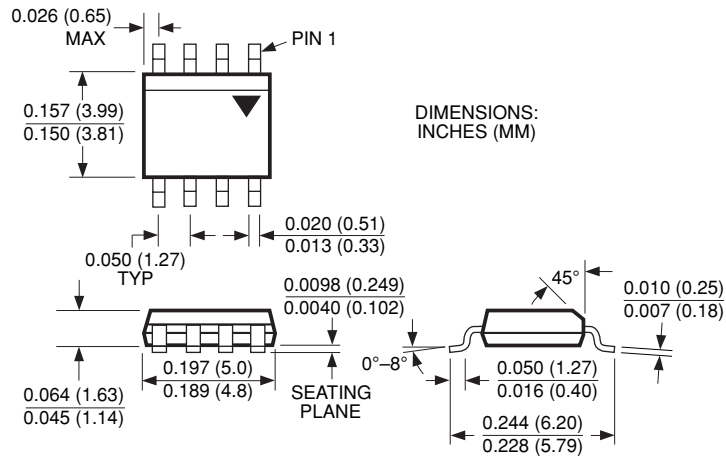 0.026 (0.65)
MAX
PIN 1
0.157 (3.99)
0.150 (3.81)
DIMENSIONS:
INCHES (MM)
0.020 (0.51)
0.013 (0.33)
0.050 (1.27)
TYP
0.0098 (0.249)
0.0040 (0.102)
45°
0.010 (0.25)
0.007 (0.18)
0°–8°
0.064 (1.63)
0.045 (1.14)
0.197 (5.0)
0.189 (4.8)
SEATING
PLANE
0.050 (1.27)
0.016 (0.40)
0.244 (6.20)
0.228 (5.79)